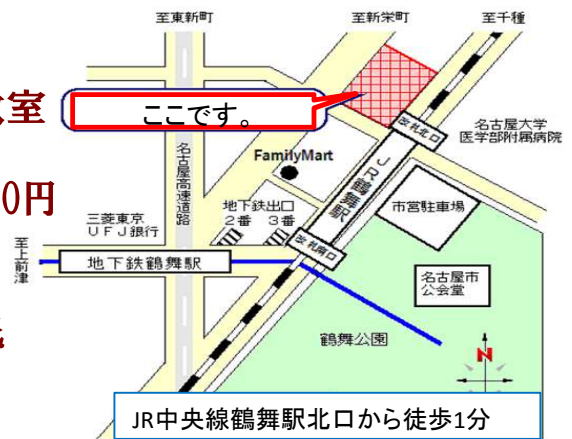 至東新町
至新栄町
至千種
室
ここです。
改札北口
名古屋大学
医学部附属病院
FamilyMart
JR鶴舞駅
名古屋高速道路
0円
三菱東京
UFJ銀行
地下鉄出口
2番 3番
市営駐車場
改札南口
至上前津
地下鉄鶴舞駅
名古屋市
公会堂
鶴舞公園
N
JR中央線鶴舞駅北口から徒歩1分